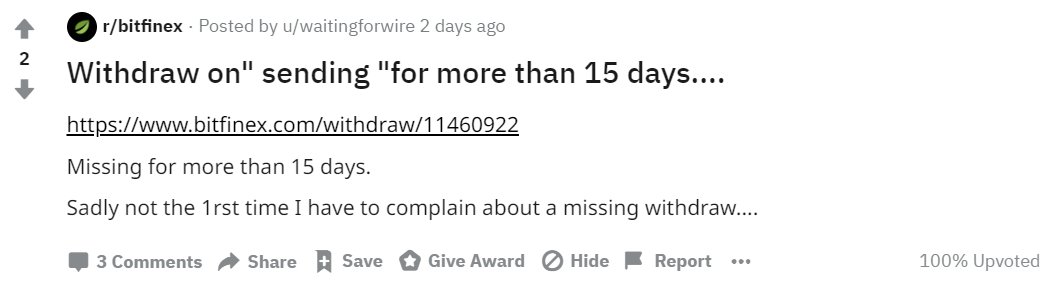 r/bitfinex · Posted by u/waitingforwire 2 days ago
2
Withdraw on" sending "for more than 15 days....
https://www.bitfinex.com/withdraw/11460922
Missing for more than 15 days.
Sadly not the 1rst time I have to complain about a missing withdraw....
3 Comments Share Save Give Award Hide Report ••• 100% Upvoted